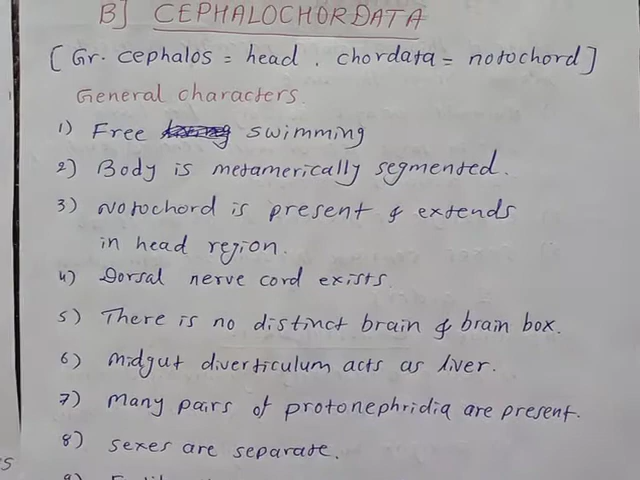 B] CEPHALOCHORDATA
[Gr. cephalos = head. chordata = notochord]
General characters.
1) Free swimming
2) Body is metamerically segmented.
3) Notochord is present & extends
in head region.
4) Dorsal nerve cord exists.
5) There is no distinct brain & brain box.
6) Midgut diverticulum acts as liver.
7) Many pairs of protonephridia are present.
8) sexes are separate.